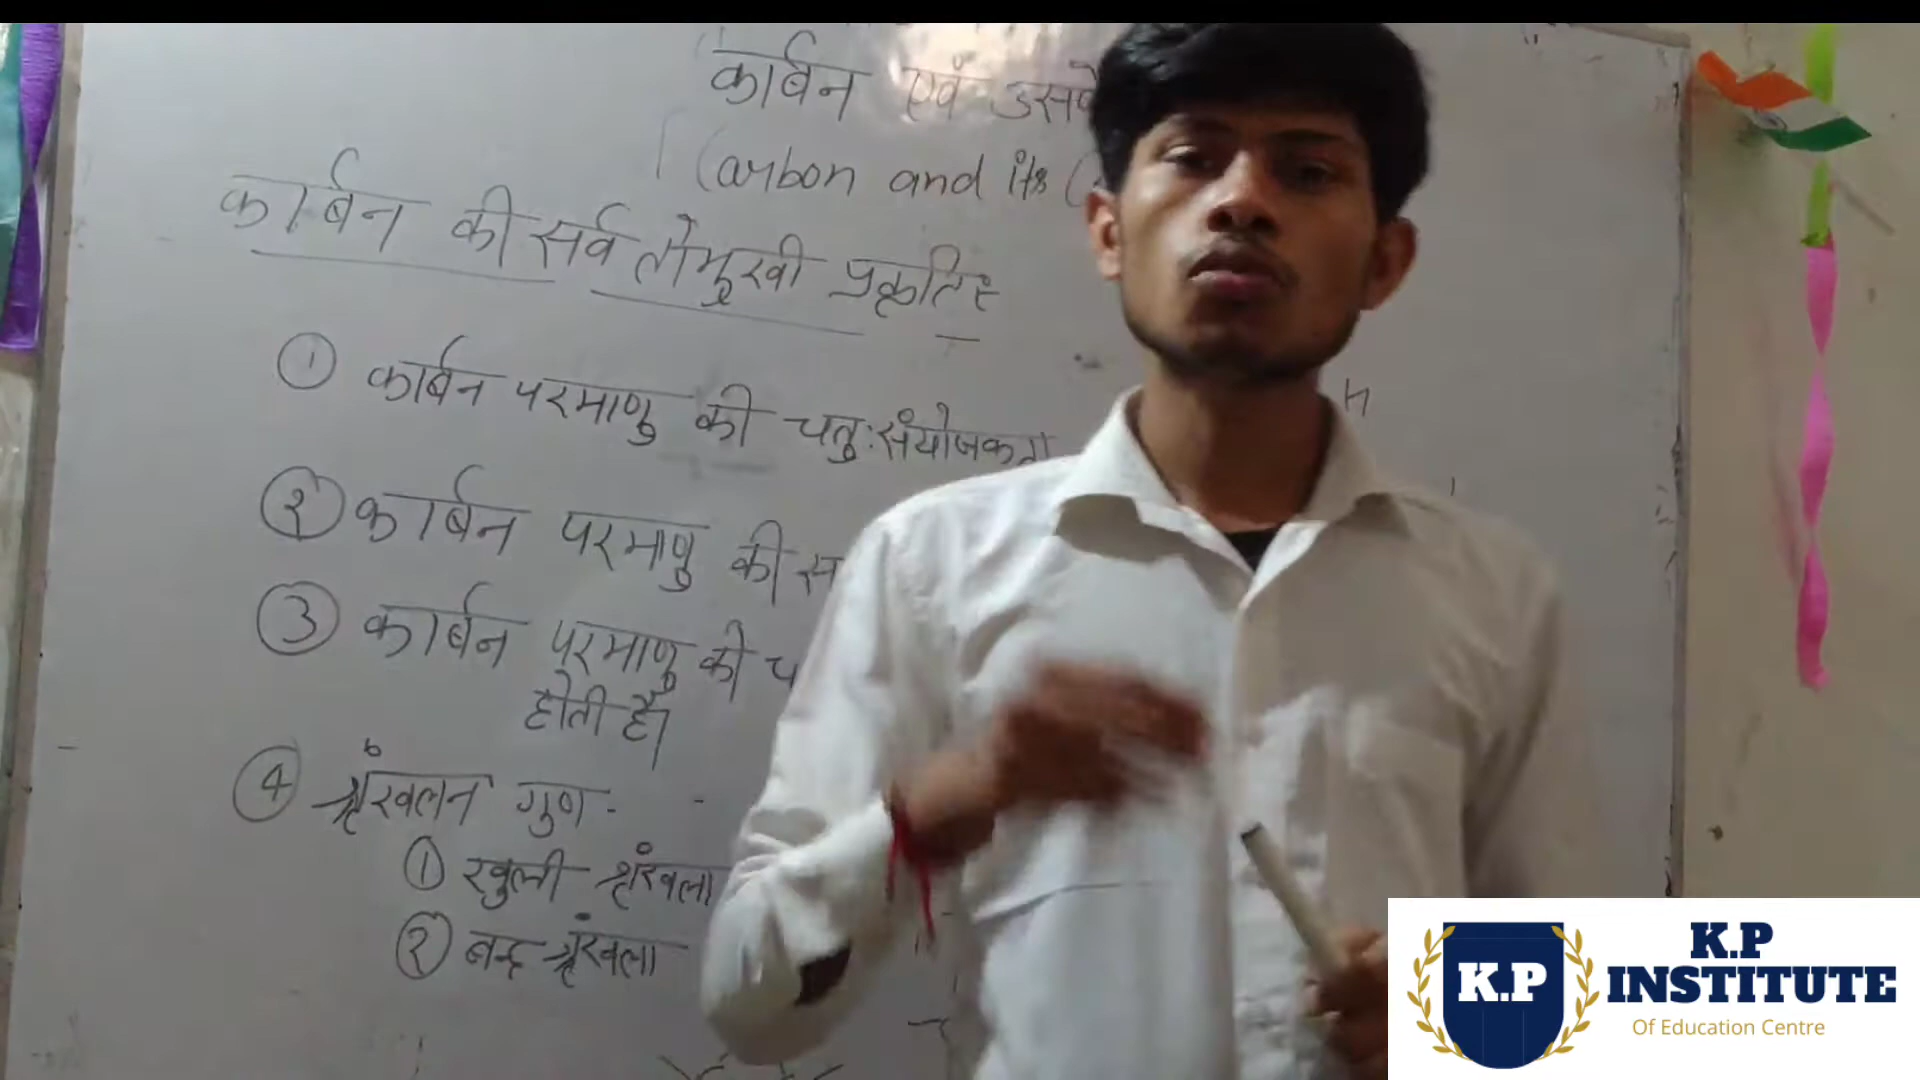 कार्बन एवं
Carbon and its
कार्बन की सर्वतोमुखी प्रकृतिः
① कार्बन परमाणु की चतुःसंयोजकता
② कार्बन परमाणु की
③ कार्बन परमाणु की
होती है।
④ श्रृंखलन गुण -
① खुली श्रृंखला
② बन्द श्रृंखला
H
K.P
K.P
INSTITUTE
Of Education Centre